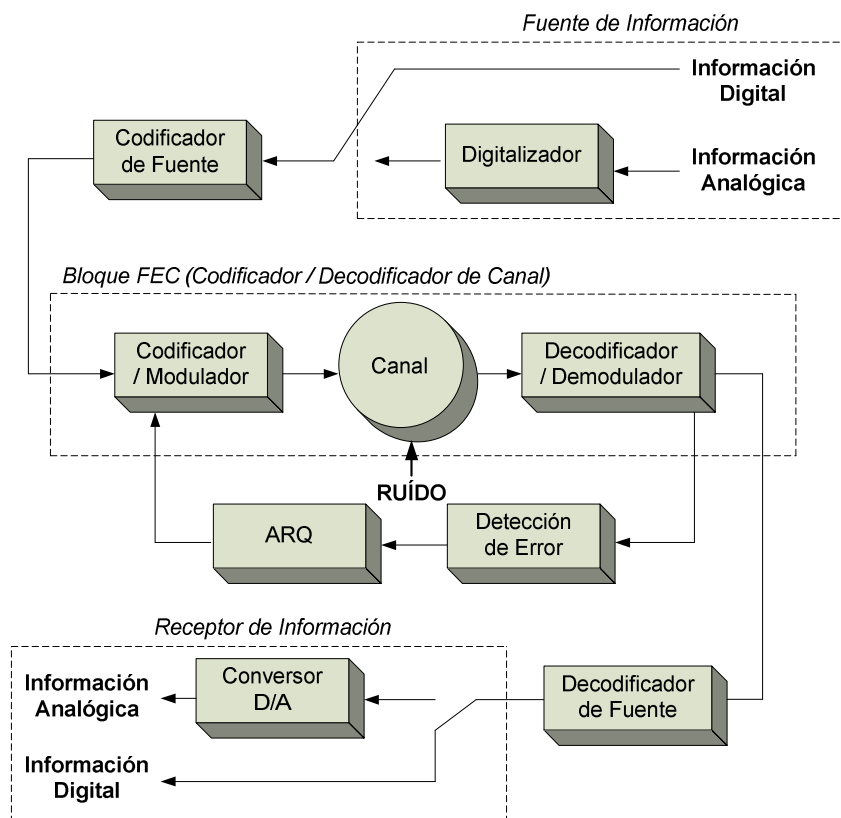 Fuente de Información
Información
Digital
Codificador
de Fuente
Digitalizador
Información
Analógica
Bloque FEC (Codificador / Decodificador de Canal)
Codificador
/ Modulador
Canal
Decodificador
/ Demodulador
RUÍDO
ARQ
Detección
de Error
Receptor de Información
Información
Analógica
Conversor
D/A
Decodificador
de Fuente
Información
Digital